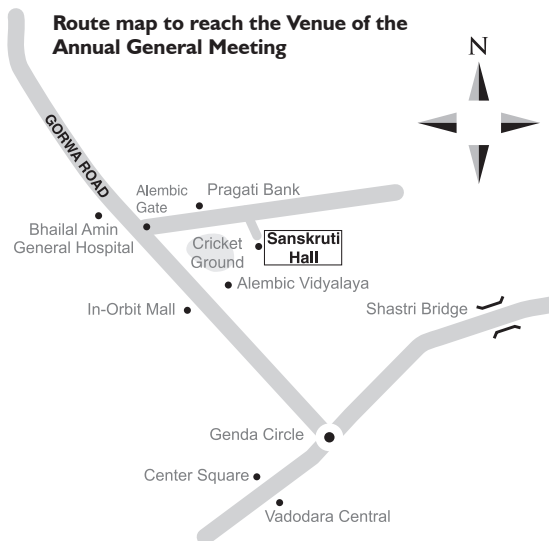 Route map to reach the Venue of the
Annual General Meeting
N
GORWA ROAD
Alembic
Gate
Pragati Bank
Bhailal Amin
General Hospital
Cricket
Ground
Sanskruti
Hall
Alembic Vidyalaya
In-Orbit Mall
Shastri Bridge
Genda Circle
Center Square
Vadodara Central